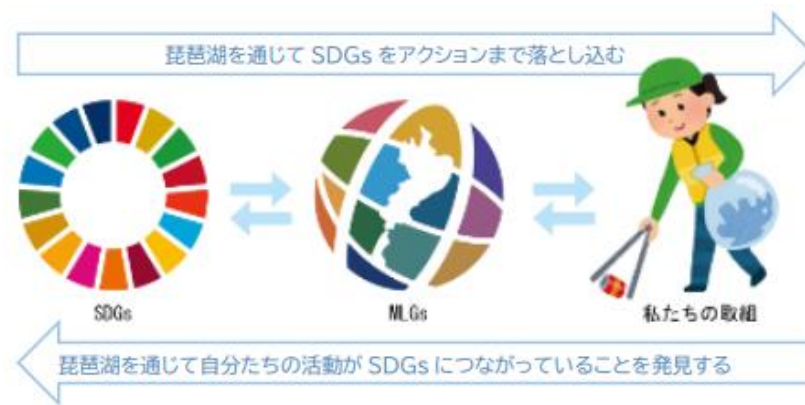 琵琶湖を通じて SDGs をアクションまで落とし込む
SDGs
MLGs
私たちの取組
琵琶湖を通じて自分たちの活動が SDGs につながっていることを発見する